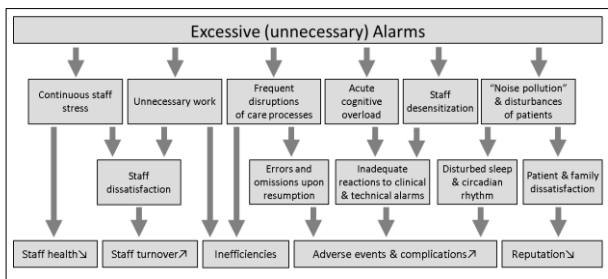 Excessive (unnecessary) Alarms
Continuous staff
stress
Unnecessary work
Frequent
disruptions
of care processes
Acute
cognitive
overload
Staff
desensitization
“Noise pollution”
& disturbances
of patients
Staff
dissatisfaction
Errors and
omissions upon
resumption
Inadequate
reactions to clinical
& technical alarms
Disturbed sleep
& circadian
rhythm
Patient & family
dissatisfaction
Staff health↘
Staff turnover↗
Inefficiencies
Adverse events & complications↗
Reputation↘